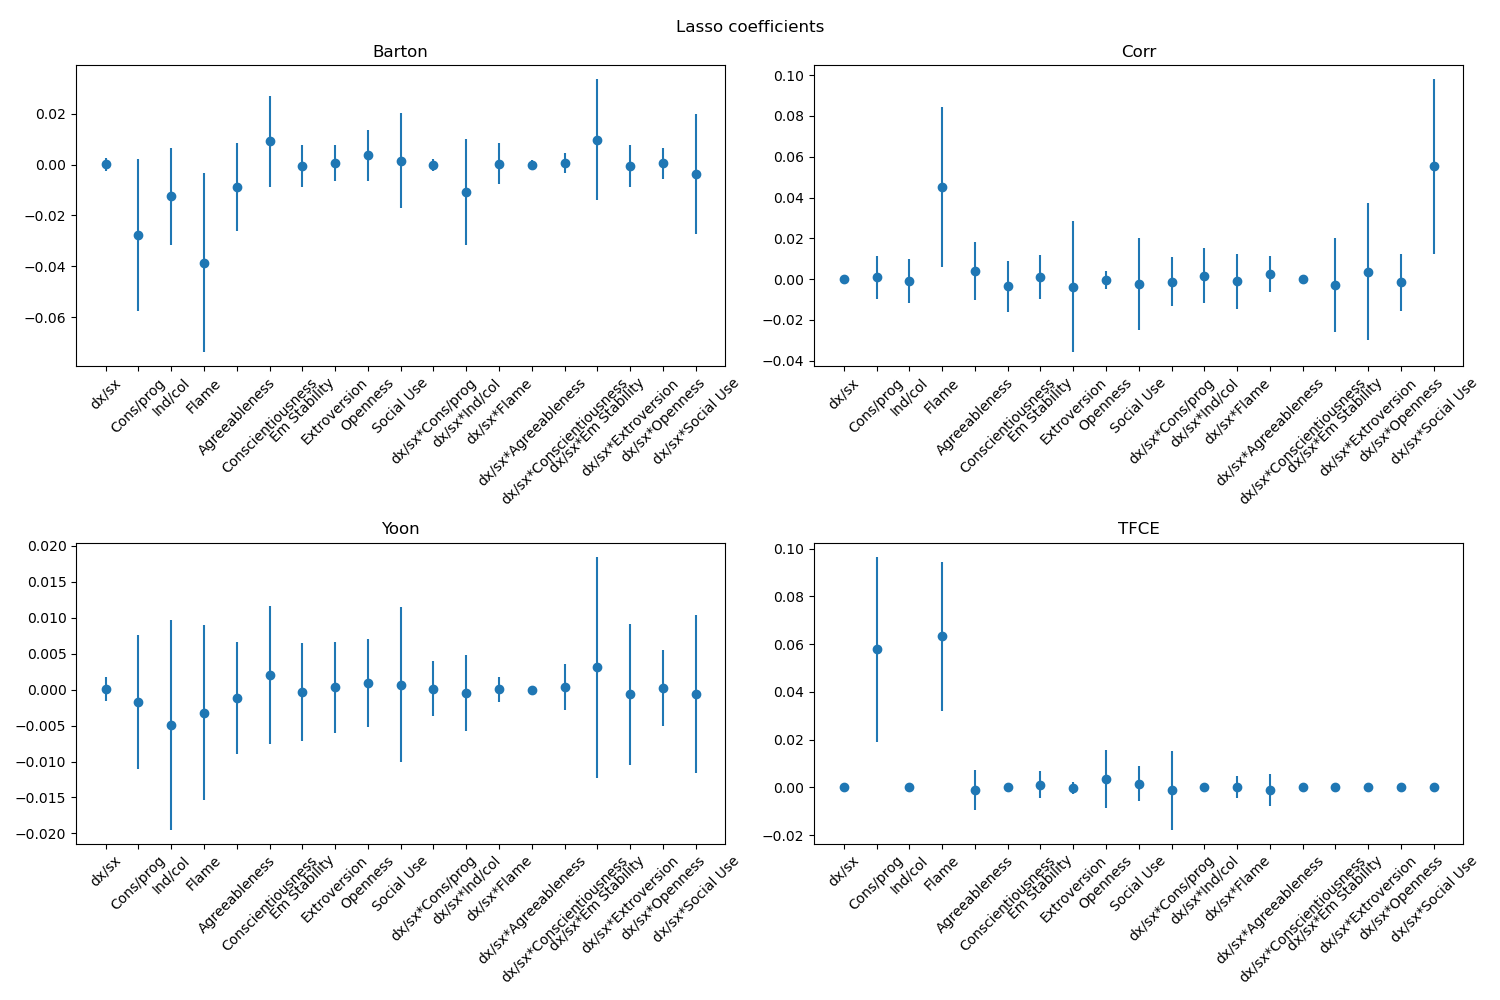 Lasso coefficients
Barton
0.02
0.00
−0.02
−0.04
−0.06
dx/sx
Cons/prog
Ind/col
Flame
Agreeableness
Conscientiousness
Em Stability
Extroversion
Openness
Social Use
dx/sx*Cons/prog
dx/sx*Ind/col
dx/sx*Flame
dx/sx*Agreeableness
dx/sx*Conscientiousness
dx/sx*Em Stability
dx/sx*Extroversion
dx/sx*Openness
dx/sx*Social Use
Corr
0.10
0.08
0.06
0.04
0.02
0.00
−0.02
−0.04
dx/sx
Cons/prog
Ind/col
Flame
Agreeableness
Conscientiousness
Em Stability
Extroversion
Openness
Social Use
dx/sx*Cons/prog
dx/sx*Ind/col
dx/sx*Flame
dx/sx*Agreeableness
dx/sx*Conscientiousness
dx/sx*Em Stability
dx/sx*Extroversion
dx/sx*Openness
dx/sx*Social Use
Yoon
0.020
0.015
0.010
0.005
0.000
−0.005
−0.010
−0.015
−0.020
dx/sx
Cons/prog
Ind/col
Flame
Agreeableness
Conscientiousness
Em Stability
Extroversion
Openness
Social Use
dx/sx*Cons/prog
dx/sx*Ind/col
dx/sx*Flame
dx/sx*Agreeableness
dx/sx*Conscientiousness
dx/sx*Em Stability
dx/sx*Extroversion
dx/sx*Openness
dx/sx*Social Use
TFCE
0.10
0.08
0.06
0.04
0.02
0.00
−0.02
dx/sx
Cons/prog
Ind/col
Flame
Agreeableness
Conscientiousness
Em Stability
Extroversion
Openness
Social Use
dx/sx*Cons/prog
dx/sx*Ind/col
dx/sx*Flame
dx/sx*Agreeableness
dx/sx*Conscientiousness
dx/sx*Em Stability
dx/sx*Extroversion
dx/sx*Openness
dx/sx*Social Use